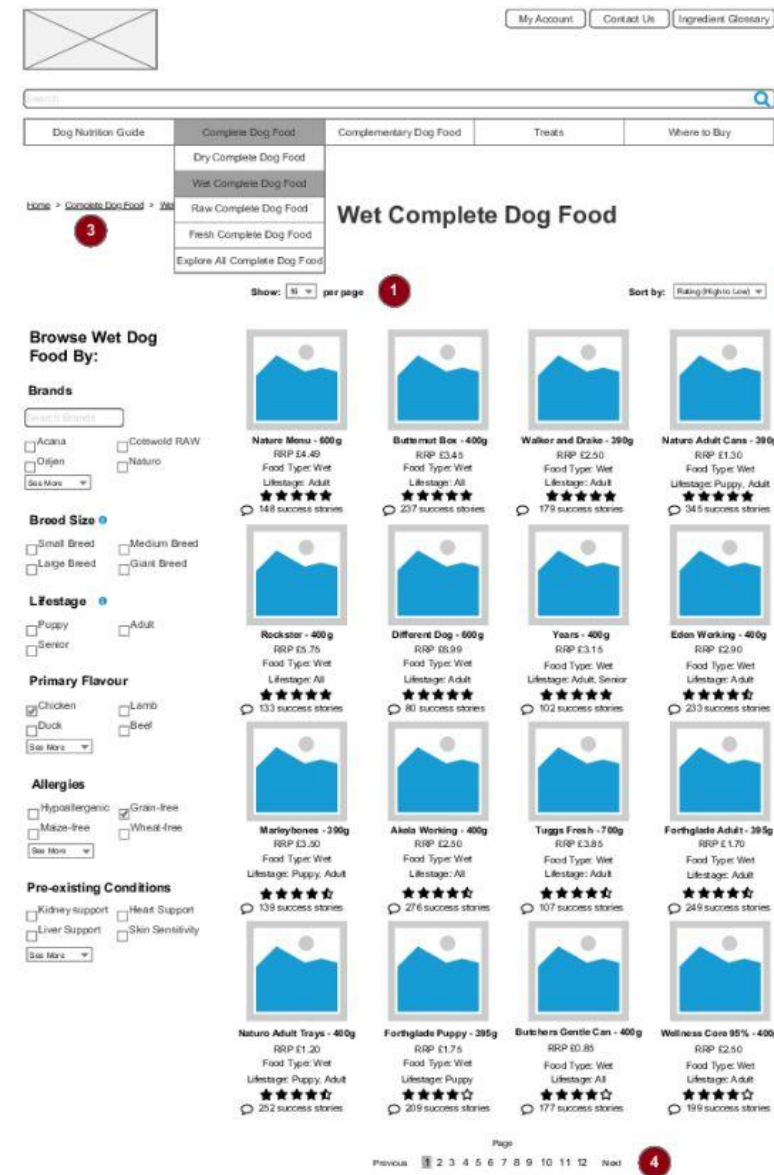 My Account Contact Us Ingredient Glossary
Search
Dog Nutrition Guide Complete Dog Food Complementary Dog Food Treats Where to Buy
Dry Complete Dog Food
Wet Complete Dog Food
Raw Complete Dog Food
Fresh Complete Dog Food
Explore All Complete Dog Food
Home > Complete Dog Food >
3
Wet Complete Dog Food
Show: 16 per page
1
Sort by: Rating (High to Low)
Browse Wet Dog
Food By:
Brands
Search Brands
Acana Cotswold RAW
Orijen Naturo
See More
Breed Size
Small Breed Medium Breed
Large Breed Giant Breed
Lifestage
Puppy Adult
Senior
Primary Flavour
Chicken Lamb
Duck Beef
See More
Allergies
Hypoallergenic Grain-free
Maize-free Wheat-free
See More
Pre-existing Conditions
Kidney support Heart Support
Liver Support Skin Sensitivity
See More
Nature Menu - 600g
RRP £4.49
Food Type: Wet
Lifestage: Adult
148 success stories
Butternut Box - 400g
RRP £3.45
Food Type: Wet
Lifestage: All
237 success stories
Walker and Drake - 390g
RRP £2.50
Food Type: Wet
Lifestage: Adult
179 success stories
Naturo Adult Cans - 390g
RRP £1.30
Food Type: Wet
Lifestage: Puppy, Adult
345 success stories
Rockster - 400g
RRP £5.75
Food Type: Wet
Lifestage: All
133 success stories
Different Dog - 600g
RRP £6.99
Food Type: Wet
Lifestage: Adult
80 success stories
Years - 400g
RRP £3.15
Food Type: Wet
Lifestage: Adult, Senior
102 success stories
Eden Working - 400g
RRP £2.90
Food Type: Wet
Lifestage: Adult
233 success stories
Marleybones - 390g
RRP £3.50
Food Type: Wet
Lifestage: Puppy, Adult
139 success stories
Akela Working - 400g
RRP £2.50
Food Type: Wet
Lifestage: All
276 success stories
Tuggs Fresh - 700g
RRP £3.85
Food Type: Wet
Lifestage: Adult
107 success stories
Forthglade Adult - 395g
RRP £1.70
Food Type: Wet
Lifestage: Adult
249 success stories
Naturo Adult Trays - 400g
RRP £1.20
Food Type: Wet
Lifestage: Puppy, Adult
252 success stories
Forthglade Puppy - 395g
RRP £1.75
Food Type: Wet
Lifestage: Puppy
209 success stories
Butchers Gentle Can - 400g
RRP £0.85
Food Type: Wet
Lifestage: All
177 success stories
Wellness Core 95% - 400g
RRP £2.50
Food Type: Wet
Lifestage: Adult
199 success stories
Page
Previous 1 2 3 4 5 6 7 8 9 10 11 12 Next
4